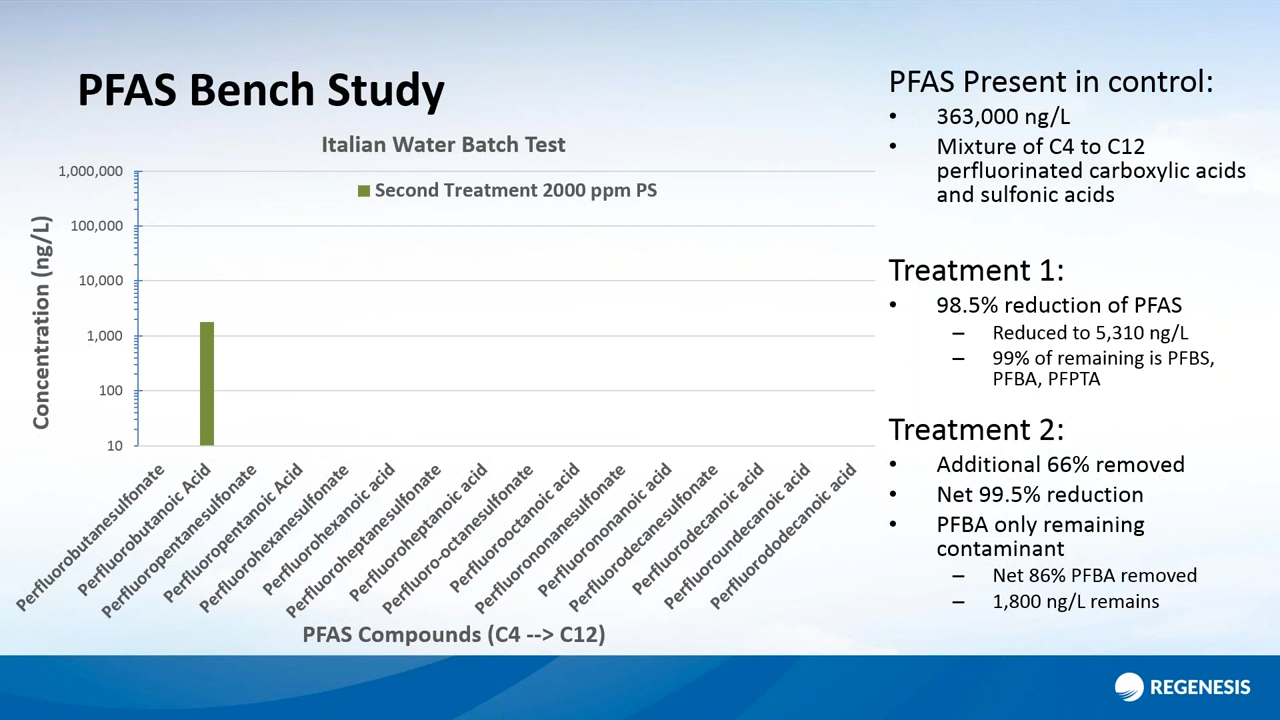 PFAS Bench Study
Italian Water Batch Test
Second Treatment 2000 ppm PS
Concentration (ng/L)
1,000,000
100,000
10,000
1,000
100
10
Perfluorobutanesulfonate
Perfluorobutanoic Acid
Perfluoropentanesulfonate
Perfluoropentanoic Acid
Perfluorohexanesulfonate
Perfluorohexanoic acid
Perfluoroheptanesulfonate
Perfluoroheptanoic acid
Perfluoro-octanesulfonate
Perfluorooctanoic acid
Perfluorononanesulfonate
Perfluorononanoic acid
Perfluorodecanesulfonate
Perfluorodecanoic acid
Perfluoroundecanoic acid
Perfluorododecanoic acid
PFAS Compounds (C4 --> C12)
PFAS Present in control:
• 363,000 ng/L
• Mixture of C4 to C12
perfluorinated carboxylic acids
and sulfonic acids
Treatment 1:
• 98.5% reduction of PFAS
– Reduced to 5,310 ng/L
– 99% of remaining is PFBS,
PFBA, PFPTA
Treatment 2:
• Additional 66% removed
• Net 99.5% reduction
• PFBA only remaining
contaminant
– Net 86% PFBA removed
– 1,800 ng/L remains
REGENESIS